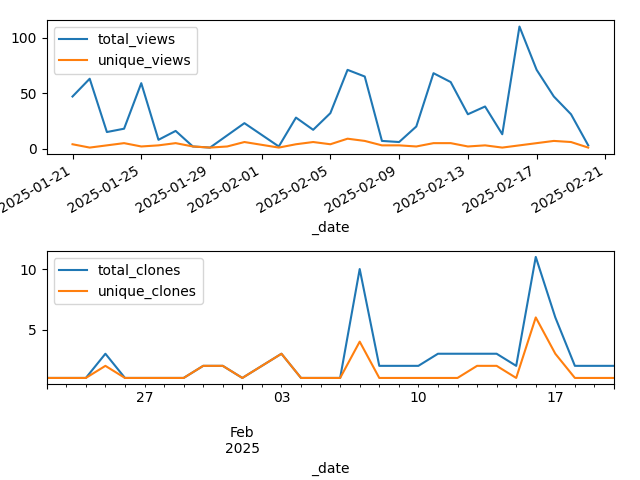 total_views
unique_views
100
50
0
2025-01-21
2025-01-25
2025-01-29
2025-02-01
2025-02-05
2025-02-09
2025-02-13
2025-02-17
2025-02-21
_date
total_clones
unique_clones
10
5
27
03
10
17
Feb
2025
_date